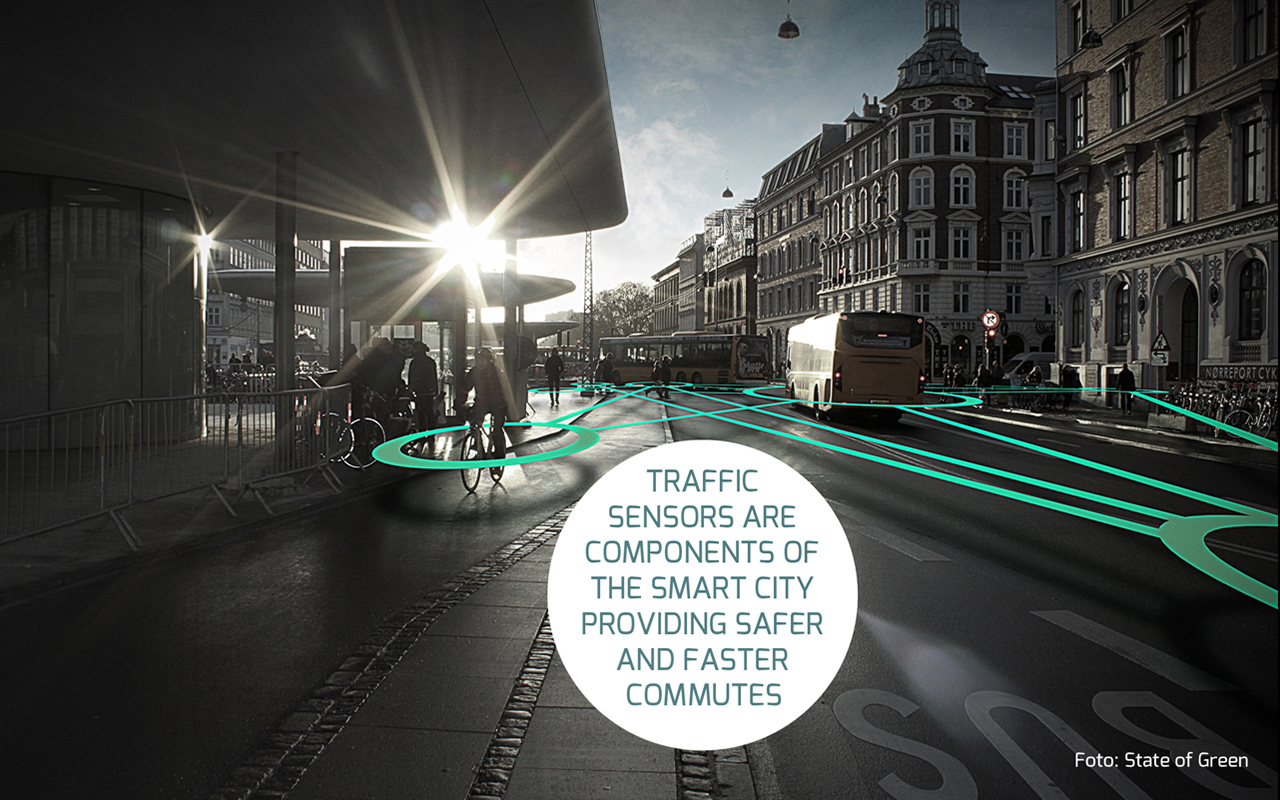 NØRREPORT CYK
TRAFFIC
SENSORS ARE
COMPONENTS OF
THE SMART CITY
PROVIDING SAFER
AND FASTER
COMMUTES
BUS
Foto: State of Green